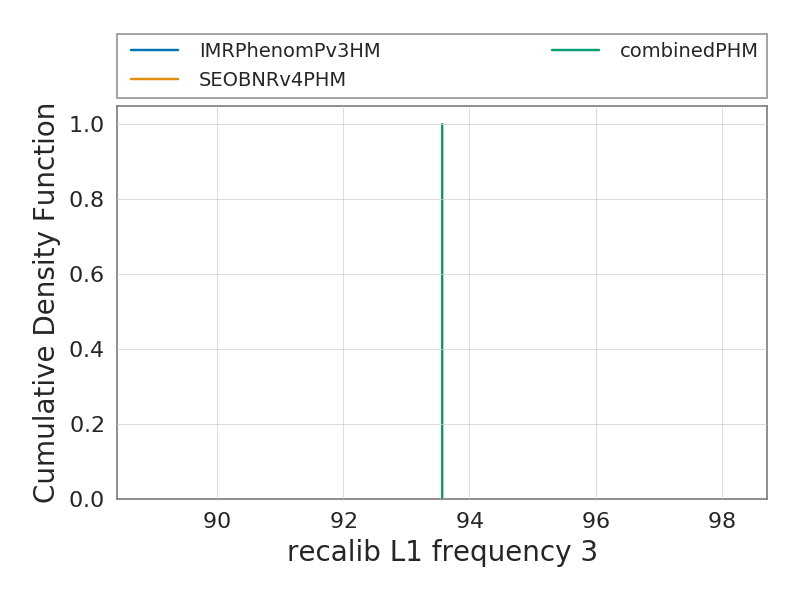 IMRPhenomPv3HM
SEOBNRv4PHM
combinedPHM
Cumulative Density Function
1.0
0.8
0.6
0.4
0.2
0.0
90 92 94 96 98
recalib L1 frequency 3